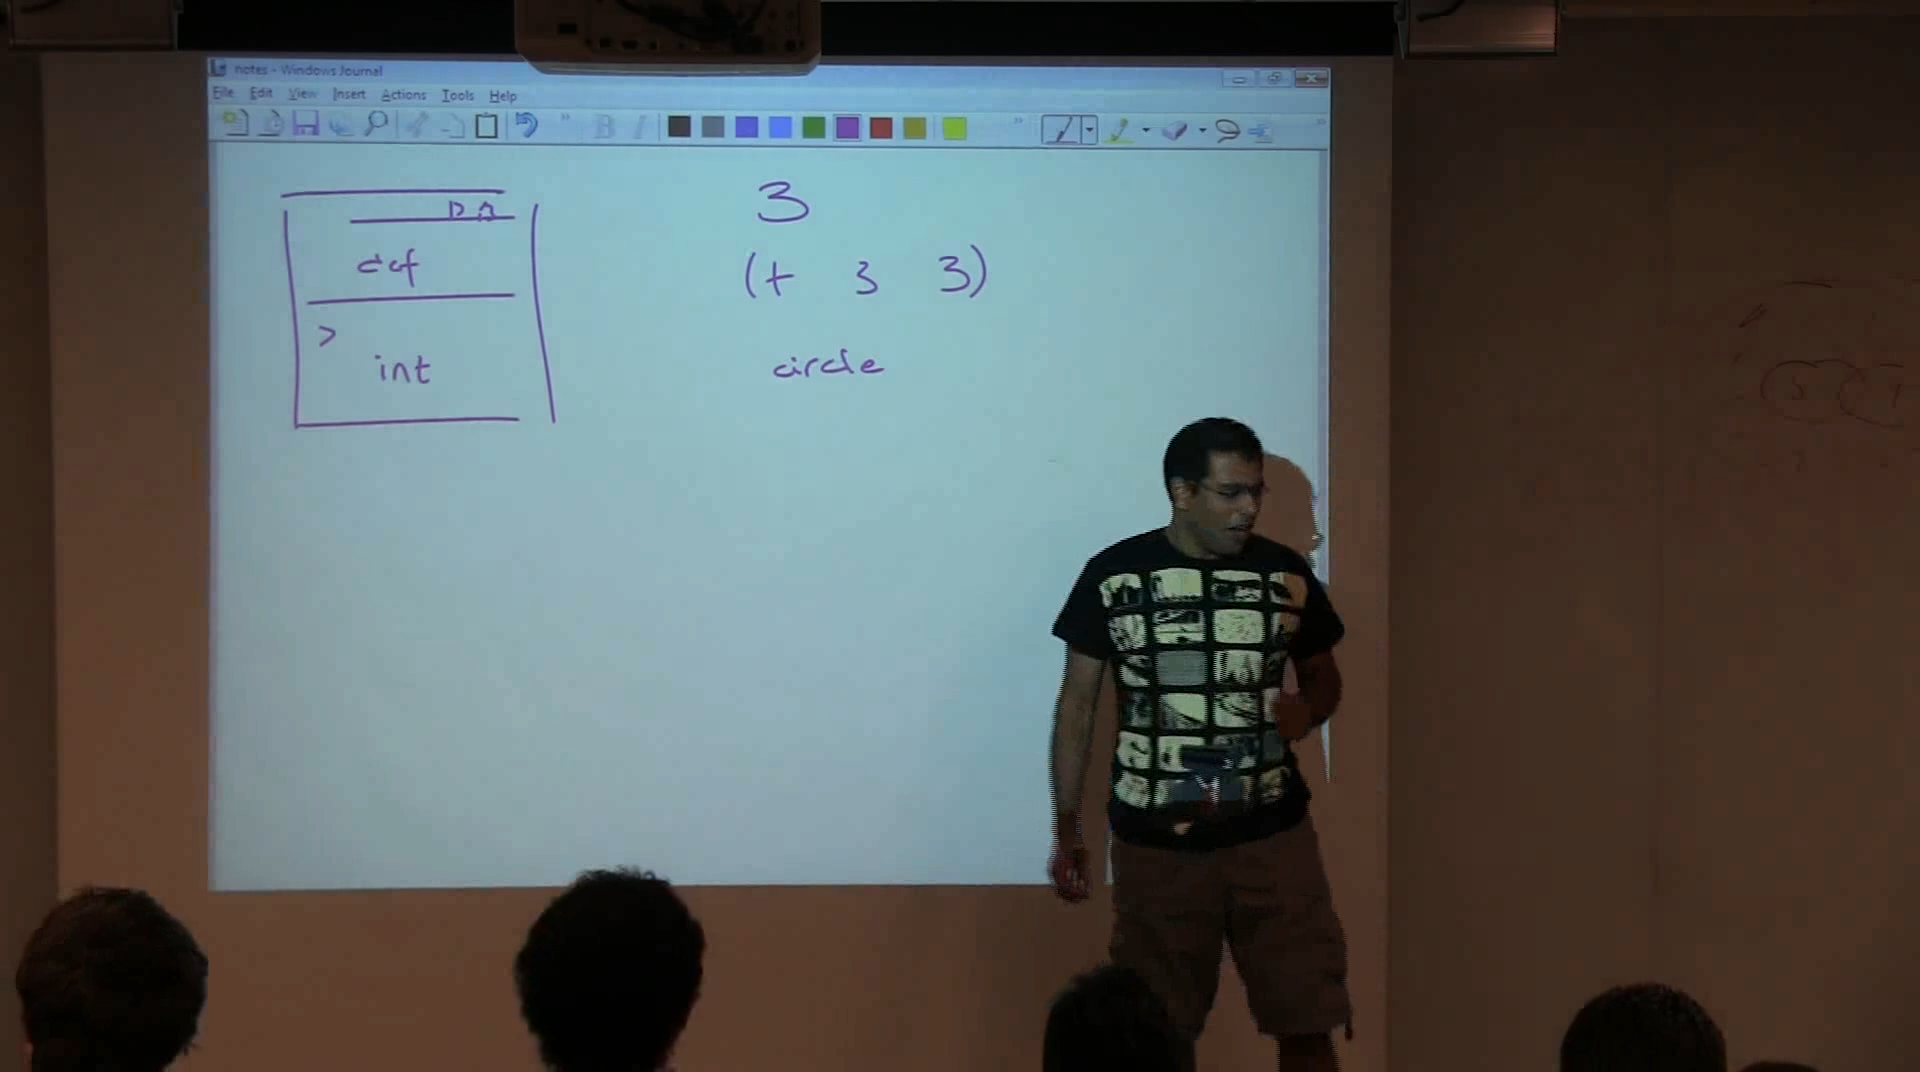 notes - Windows Journal
File Edit View Insert Actions Tools Help
B I
def
>
int
3
(+ 3 3)
circle